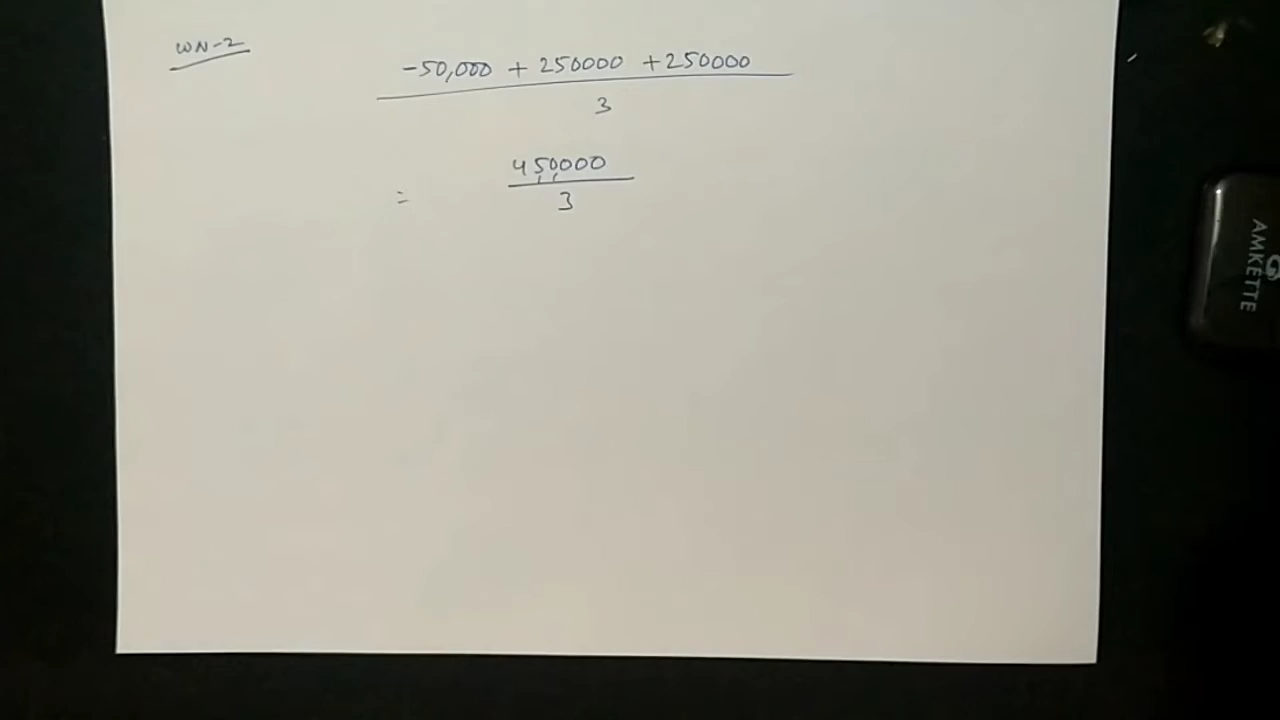 WN-2
-50,000 + 250000 + 250000
3
= 450000
3
AMKETTE